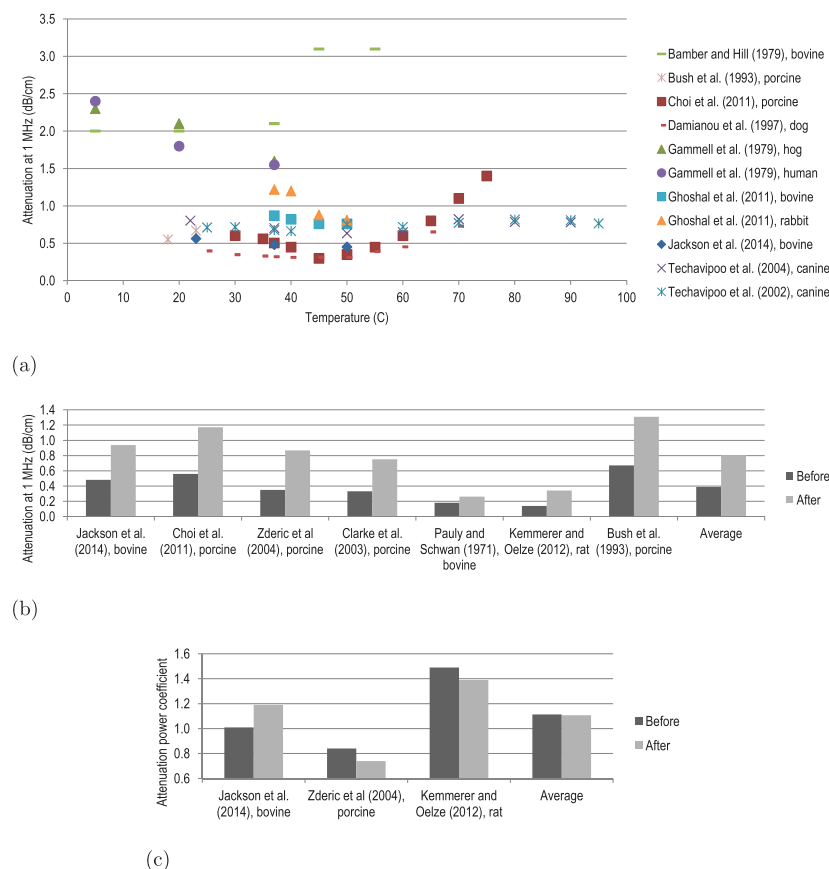 Attenuation at 1 MHz (dB/cm)
3.5
3.0
2.5
2.0
1.5
1.0
0.5
0.0
0 10 20 30 40 50 60 70 80 90 100
Temperature (C)
Bamber and Hill (1979), bovine
Bush et al. (1993), porcine
Choi et al. (2011), porcine
Damianou et al. (1997), dog
Gammell et al. (1979), hog
Gammell et al. (1979), human
Ghoshal et al. (2011), bovine
Ghoshal et al. (2011), rabbit
Jackson et al. (2014), bovine
Techavipoo et al. (2004), canine
Techavipoo et al. (2002), canine
(a)
Attenuation at 1 MHz (dB/cm)
1.4
1.2
1.0
0.8
0.6
0.4
0.2
0.0
Jackson et al.
(2014), bovine
Choi et al.
(2011), porcine
Zderic et al
(2004), porcine
Clarke et al.
(2003), porcine
Pauly and
Schwan (1971),
bovine
Kemmerer and
Oelze (2012), rat
Bush et al.
(1993), porcine
Average
Before
After
(b)
Attenuation power coefficient
1.6
1.4
1.2
1.0
0.8
0.6
Jackson et al.
(2014), bovine
Zderic et al (2004),
porcine
Kemmerer and
Oelze (2012), rat
Average
Before
After
(c)